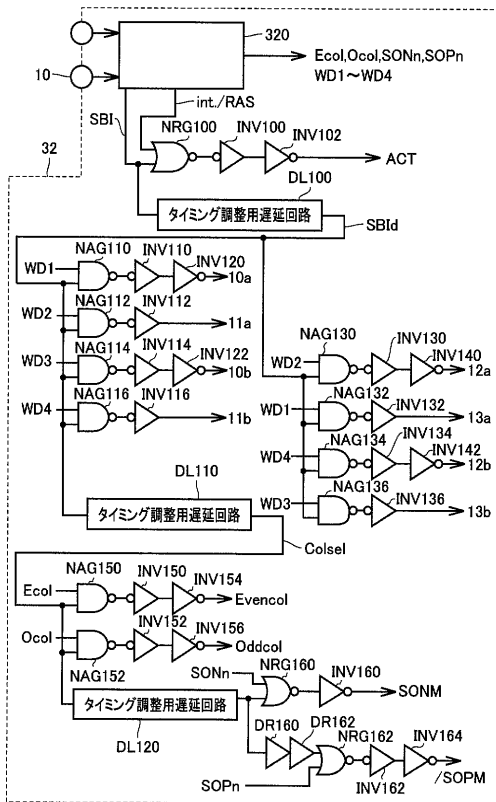 320
Ecol,Ocol,SONn,SOPn
WD1～WD4
10
int./RAS
SBI
NRG100
INV100
INV102
32
ACT
DL100
タイミング調整用遅延回路
SBId
NAG110
INV110
INV120
WD1
10a
NAG112
INV112
WD2
11a
NAG114
INV114
INV122
WD3
10b
NAG116
INV116
WD4
11b
NAG130
INV130
INV140
WD2
12a
NAG132
INV132
WD1
13a
NAG134
INV134
INV142
WD4
12b
NAG136
INV136
WD3
13b
DL110
タイミング調整用遅延回路
Colsel
NAG150
INV150
INV154
Ecol
Evencol
INV152
INV156
Ocol
Oddcol
NAG152
SONn
NRG160
INV160
SONM
タイミング調整用遅延回路
DL120
DR160
DR162
NRG162
INV164
/SOPM
SOPn
INV162